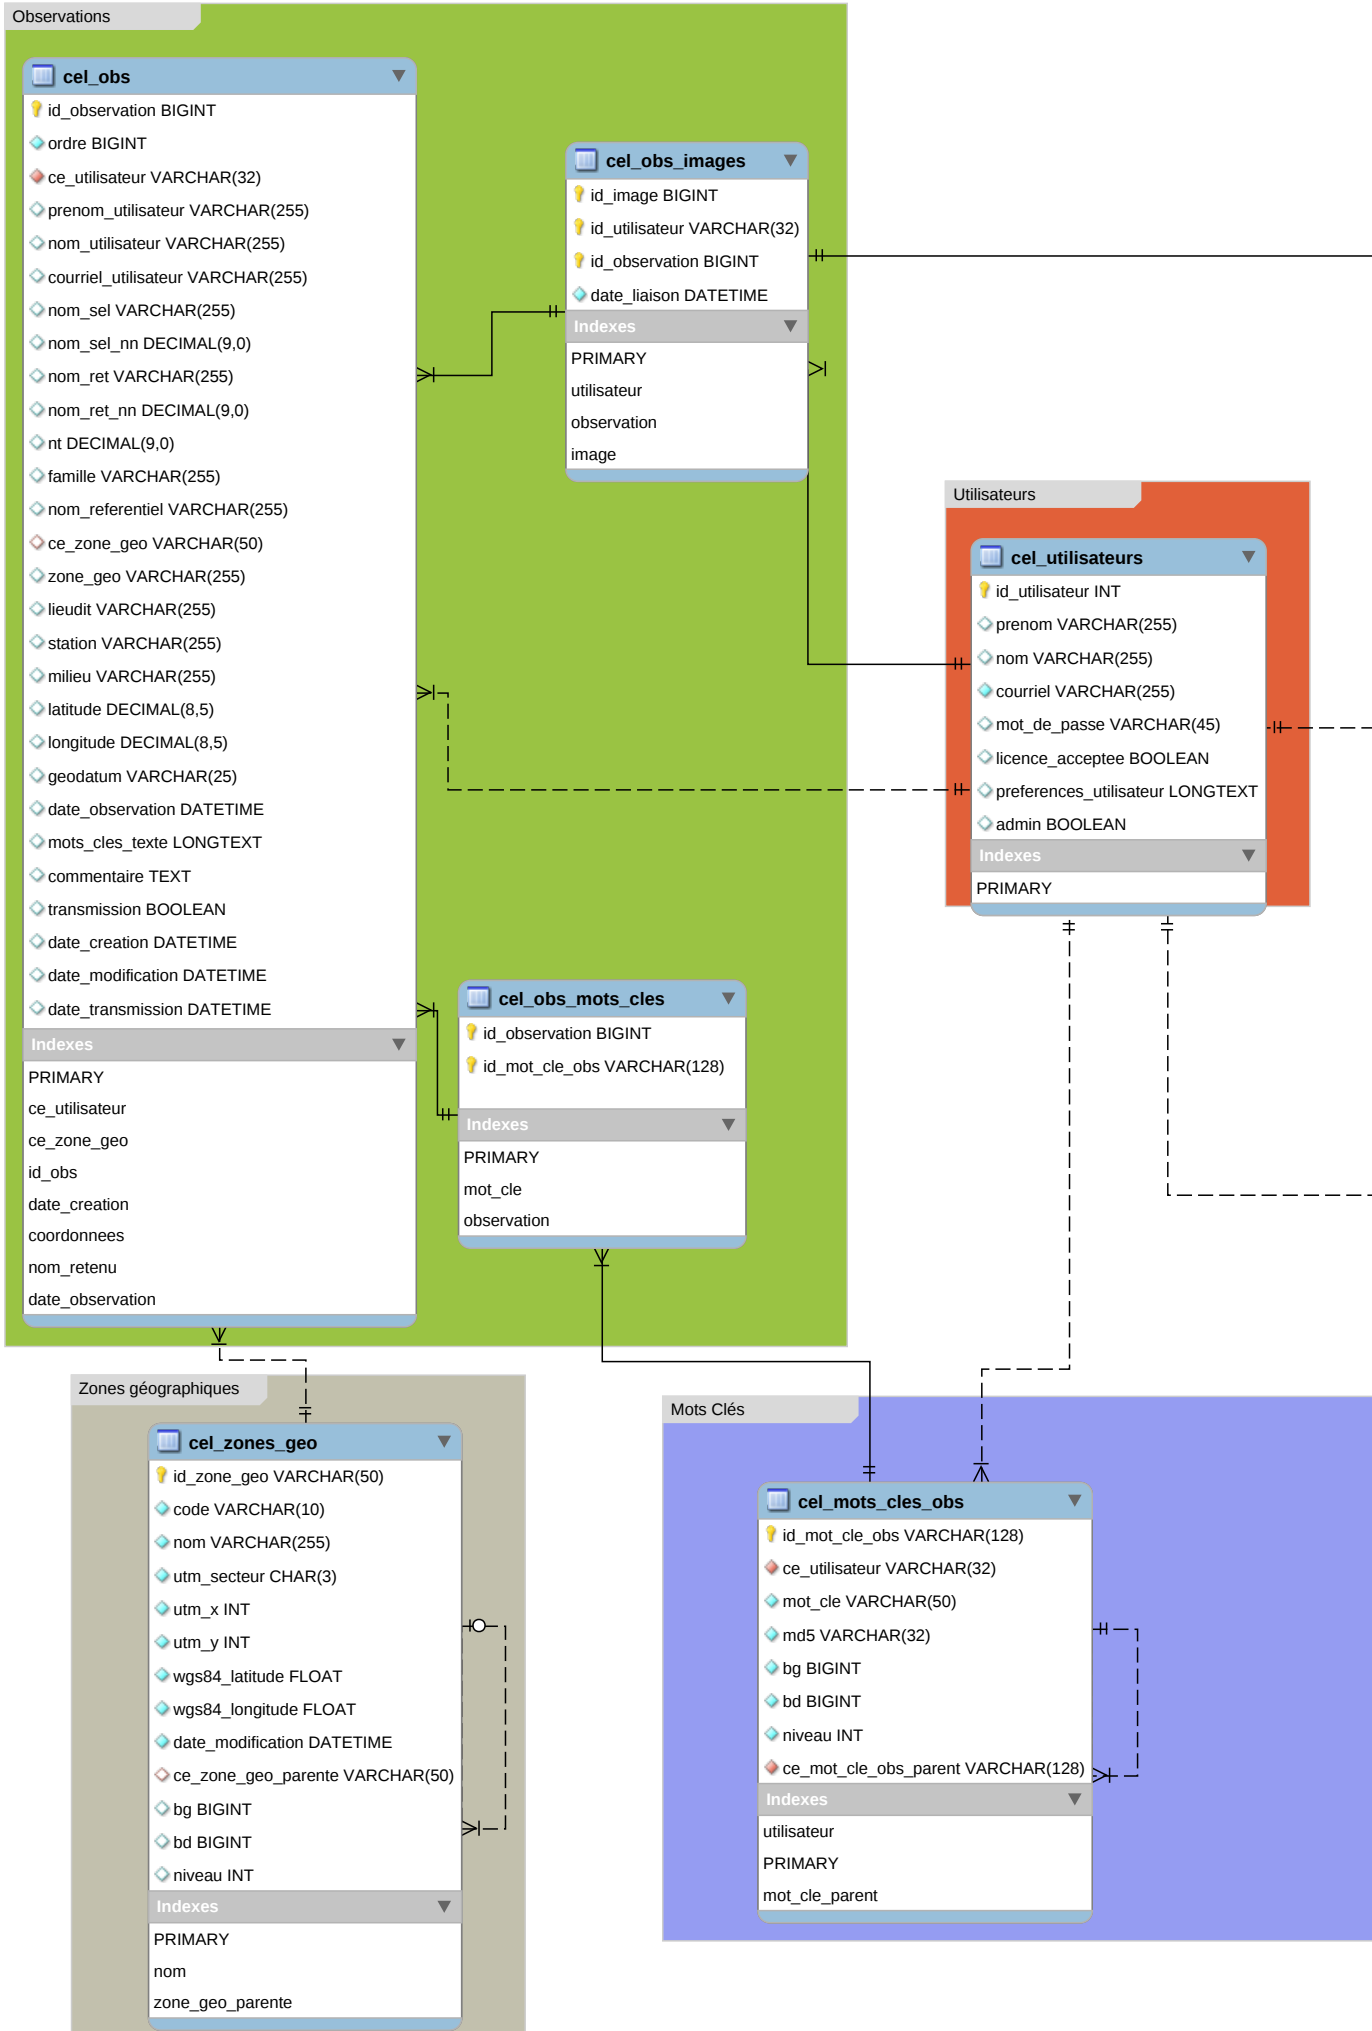 Observations
cel_obs
id_observation BIGINT
ordre BIGINT
ce_utilisateur VARCHAR(32)
prenom_utilisateur VARCHAR(255)
nom_utilisateur VARCHAR(255)
courriel_utilisateur VARCHAR(255)
nom_sel VARCHAR(255)
nom_sel_nn DECIMAL(9,0)
nom_ret VARCHAR(255)
nom_ret_nn DECIMAL(9,0)
nt DECIMAL(9,0)
famille VARCHAR(255)
nom_referentiel VARCHAR(255)
ce_zone_geo VARCHAR(50)
zone_geo VARCHAR(255)
lieudit VARCHAR(255)
station VARCHAR(255)
milieu VARCHAR(255)
latitude DECIMAL(8,5)
longitude DECIMAL(8,5)
geodatum VARCHAR(25)
date_observation DATETIME
mots_cles_texte LONGTEXT
commentaire TEXT
transmission BOOLEAN
date_creation DATETIME
date_modification DATETIME
date_transmission DATETIME
Indexes
PRIMARY
ce_utilisateur
ce_zone_geo
id_obs
date_creation
coordonnees
nom_retenu
date_observation
cel_obs_images
id_image BIGINT
id_utilisateur VARCHAR(32)
id_observation BIGINT
date_liaison DATETIME
Indexes
PRIMARY
utilisateur
observation
image
Utilisateurs
cel_utilisateurs
id_utilisateur INT
prenom VARCHAR(255)
nom VARCHAR(255)
courriel VARCHAR(255)
mot_de_passe VARCHAR(45)
licence_acceptee BOOLEAN
preferences_utilisateur LONGTEXT
admin BOOLEAN
Indexes
PRIMARY
cel_obs_mots_cles
id_observation BIGINT
id_mot_cle_obs VARCHAR(128)
Indexes
PRIMARY
mot_cle
observation
Zones géographiques
cel_zones_geo
id_zone_geo VARCHAR(50)
code VARCHAR(10)
nom VARCHAR(255)
utm_secteur CHAR(3)
utm_x INT
utm_y INT
wgs84_latitude FLOAT
wgs84_longitude FLOAT
date_modification DATETIME
ce_zone_geo_parente VARCHAR(50)
bg BIGINT
bd BIGINT
niveau INT
Indexes
PRIMARY
nom
zone_geo_parente
Mots Clés
cel_mots_cles_obs
id_mot_cle_obs VARCHAR(128)
ce_utilisateur VARCHAR(32)
mot_cle VARCHAR(50)
md5 VARCHAR(32)
bg BIGINT
bd BIGINT
niveau INT
ce_mot_cle_obs_parent VARCHAR(128)
Indexes
utilisateur
PRIMARY
mot_cle_parent